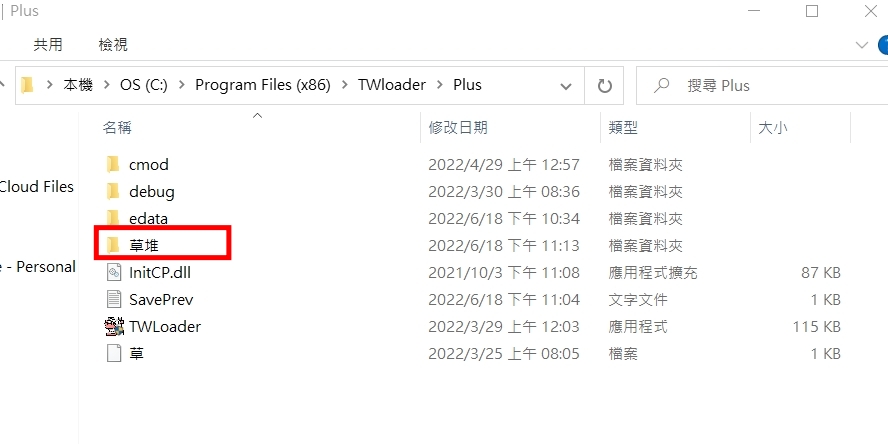 | Plus
共用 檢視
本機 OS (C:) Program Files (x86) TWloader Plus 搜尋 Plus
名稱 修改日期 類型 大小
cmod 2022/4/29 上午 12:57 檔案資料夾
debug 2022/3/30 上午 08:36 檔案資料夾
edata 2022/6/18 下午 10:34 檔案資料夾
草堆 2022/6/18 下午 11:13 檔案資料夾
InitCP.dll 2021/10/3 下午 11:08 應用程式擴充 87 KB
SavePrev 2022/6/18 下午 11:04 文字文件 1 KB
TWLoader 2022/3/29 上午 12:03 應用程式 115 KB
草 2022/3/25 上午 08:05 檔案 1 KB
Cloud Files
e - Personal